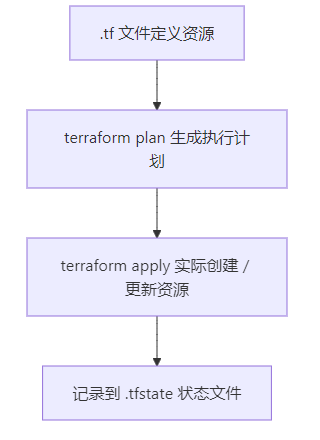 .tf 文件定义资源
terraform plan 生成执行计
划
terraform apply 实际创建 /
更新资源
记录到 .tfstate 状态文件